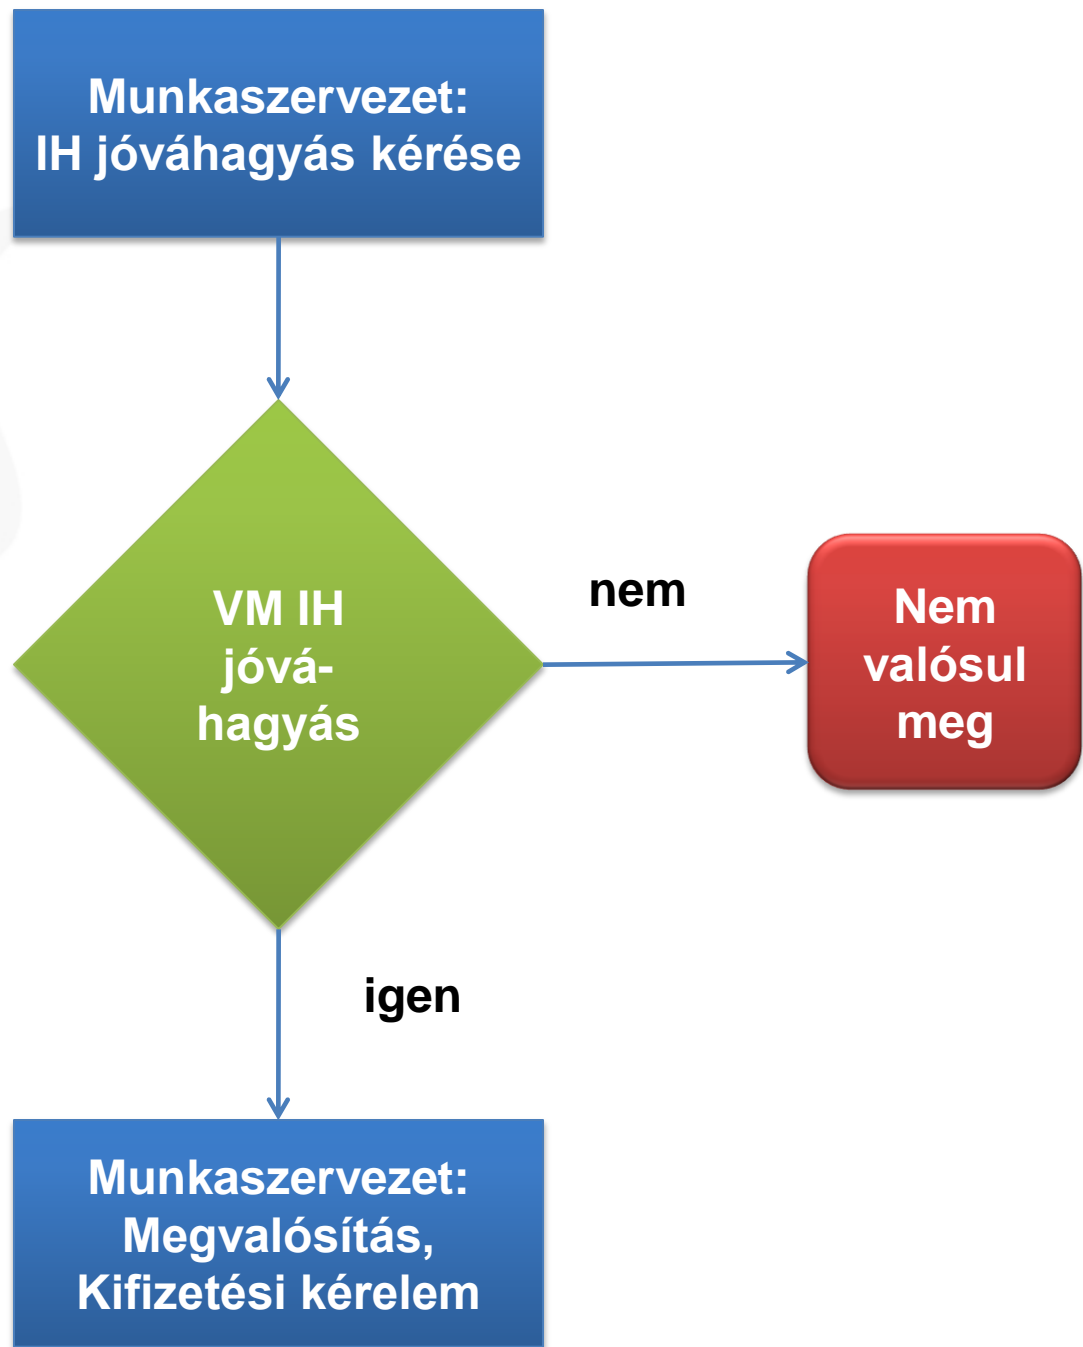 Munkaszervezet:
IH jóváhagyás kérése
VM IH
jóvá-
hagyás
nem
Nem
valósul
meg
igen
Munkaszervezet:
Megvalósítás,
Kifizetési kérelem